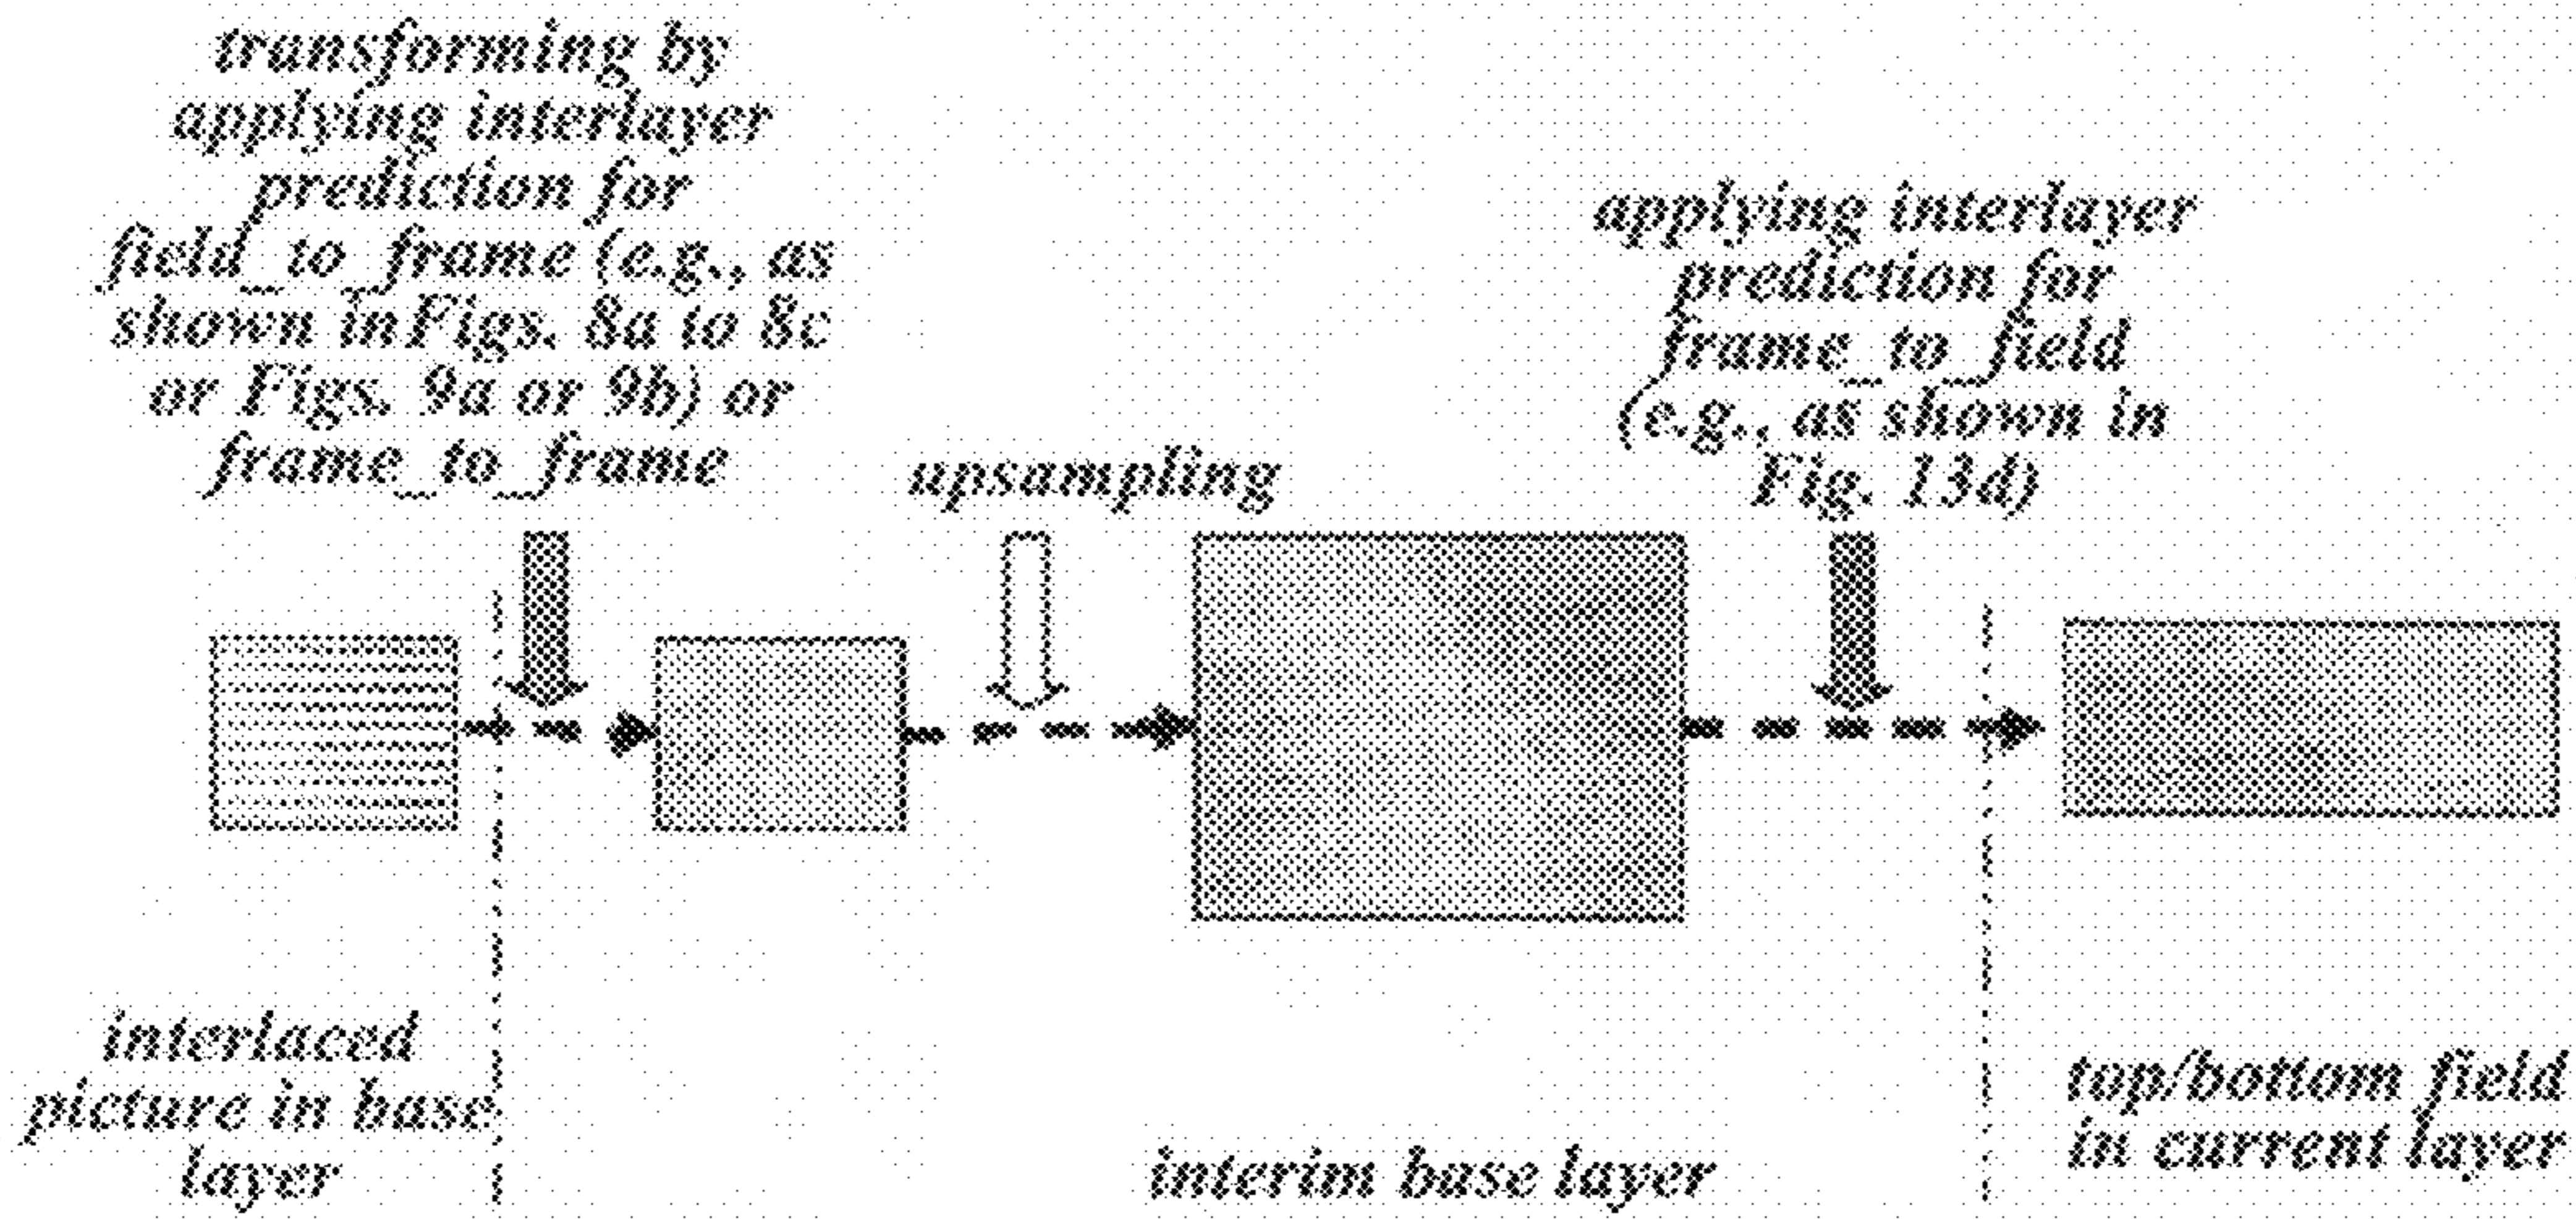 transforming by
applying interlayer
prediction for
field_to_frame (e.g., as
shown inFigs. 8a to 8c
or Figs. 9a or 9b) or
frame_to_frame
upsampling
applying interlayer
prediction for
frame_to_field
(e.g., as shown in
Fig. 13d)
interlaced
picture in base
layer
interim base layer
top/bottom field
in current layer